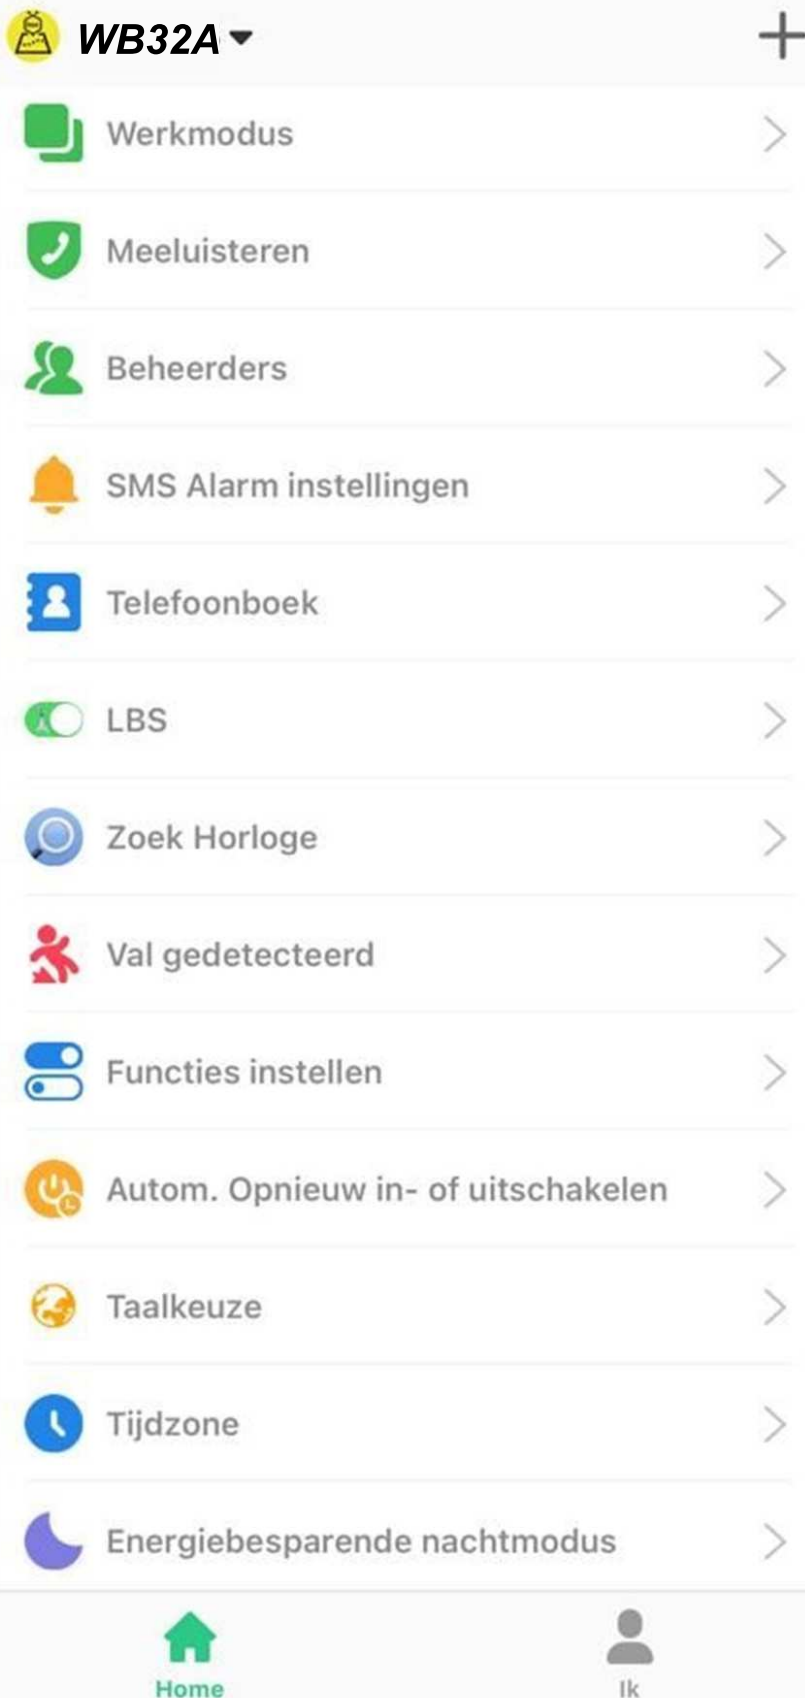 WB32A
Werkmodus
Meeluisteren
Beheerders
SMS Alarm instellingen
Telefoonboek
LBS
Zoek Horloge
Val gedetecteerd
Functies instellen
Autom. Opnieuw in- of uitschakelen
Taalkeuze
Tijdzone
Energiebesparende nachtmodus
Home
Ik